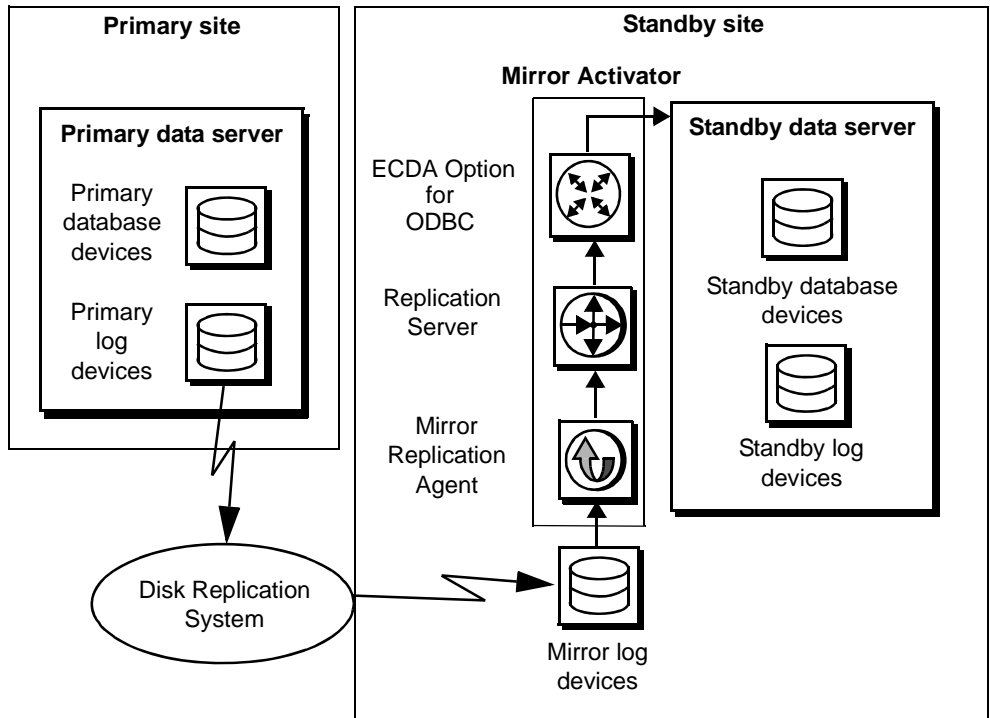 Primary site
Primary data server
Primary
database
devices
Primary
log
devices
Disk Replication
System
Standby site
Mirror Activator
ECDA Option
for
ODBC
Replication
Server
Mirror
Replication
Agent
Mirror log
devices
Standby data server
Standby database
devices
Standby log
devices